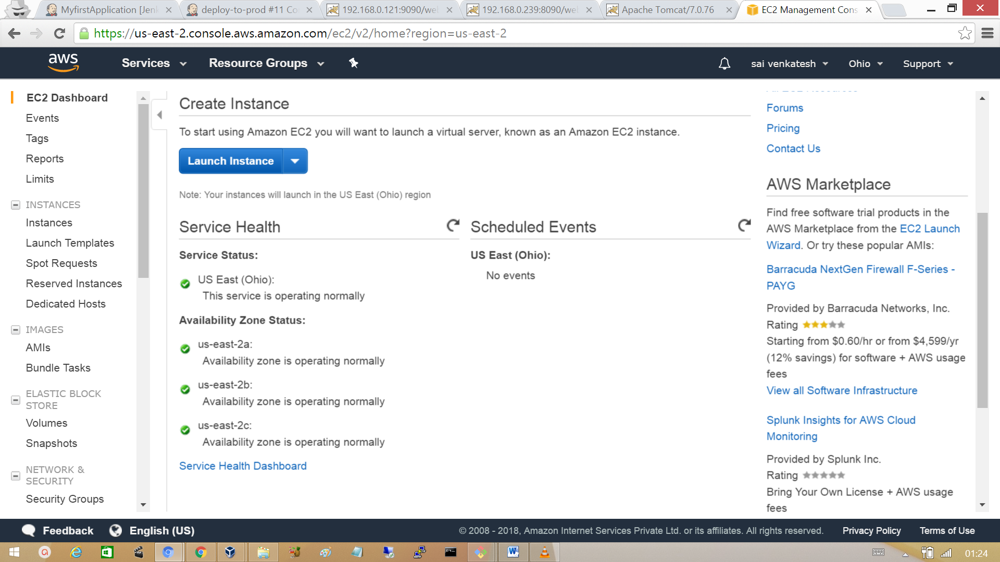 MyfirstApplication [Jenk
deploy-to-prod #11 Co
192.168.0.121:9090/web
192.168.0.239:8090/web
Apache Tomcat/7.0.76
EC2 Management Cons
https://us-east-2.console.aws.amazon.com/ec2/v2/home?region=us-east-2
aws
Services
Resource Groups
sai venkatesh
Ohio
Support
EC2 Dashboard
Events
Tags
Reports
Limits
INSTANCES
Instances
Launch Templates
Spot Requests
Reserved Instances
Dedicated Hosts
IMAGES
AMIs
Bundle Tasks
ELASTIC BLOCK
STORE
Volumes
Snapshots
NETWORK &
SECURITY
Security Groups
Create Instance
To start using Amazon EC2 you will want to launch a virtual server, known as an Amazon EC2 instance.
Launch Instance
Note: Your instances will launch in the US East (Ohio) region
Service Health
Service Status:
US East (Ohio):
This service is operating normally
Availability Zone Status:
us-east-2a:
Availability zone is operating normally
us-east-2b:
Availability zone is operating normally
us-east-2c:
Availability zone is operating normally
Service Health Dashboard
Scheduled Events
US East (Ohio):
No events
Forums
Pricing
Contact Us
AWS Marketplace
Find free software trial products in the
AWS Marketplace from the EC2 Launch
Wizard. Or try these popular AMIs:
Barracuda NextGen Firewall F-Series -
PAYG
Provided by Barracuda Networks, Inc.
Rating
Starting from $0.60/hr or from $4,599/yr
(12% savings) for software + AWS usage
fees
View all Software Infrastructure
Splunk Insights for AWS Cloud
Monitoring
Provided by Splunk Inc.
Rating
Bring Your Own License + AWS usage
fees
Feedback
English (US)
© 2008 - 2018, Amazon Internet Services Private Ltd. or its affiliates. All rights reserved.
Privacy Policy
Terms of Use
01:24